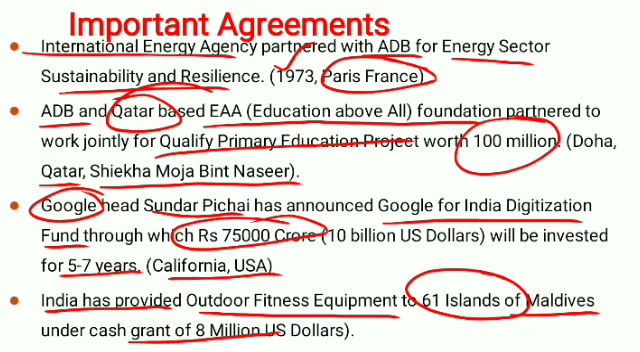 Important Agreements
International Energy Agency partnered with ADB for Energy Sector
Sustainability and Resilience. (1973, Paris France)
ADB and Qatar based EAA (Education above All) foundation partnered to
work jointly for Qualify Primary Education Project worth 100 million. (Doha,
Qatar, Shiekha Moja Bint Naseer).
Google head Sundar Pichai has announced Google for India Digitization
Fund through which Rs 75000 Crore (10 billion US Dollars) will be invested
for 5-7 years. (California, USA)
India has provided Outdoor Fitness Equipment to 61 Islands of Maldives
under cash grant of 8 Million US Dollars).